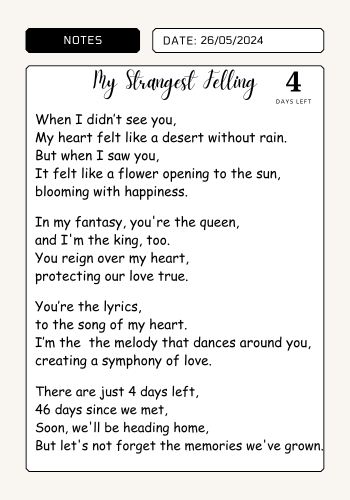 NOTES
DATE: 26/05/2024
My Strangest Felling
4
DAYS LEFT
When I didn't see you,
My heart felt like a desert without rain.
But when I saw you,
It felt like a flower opening to the sun,
blooming with happiness.
In my fantasy, you're the queen,
and I'm the king, too.
You reign over my heart,
protecting our love true.
You're the lyrics,
to the song of my heart.
I'm the the melody that dances around you,
creating a symphony of love.
There are just 4 days left,
46 days since we met,
Soon, we'll be heading home,
But let's not forget the memories we've grown.